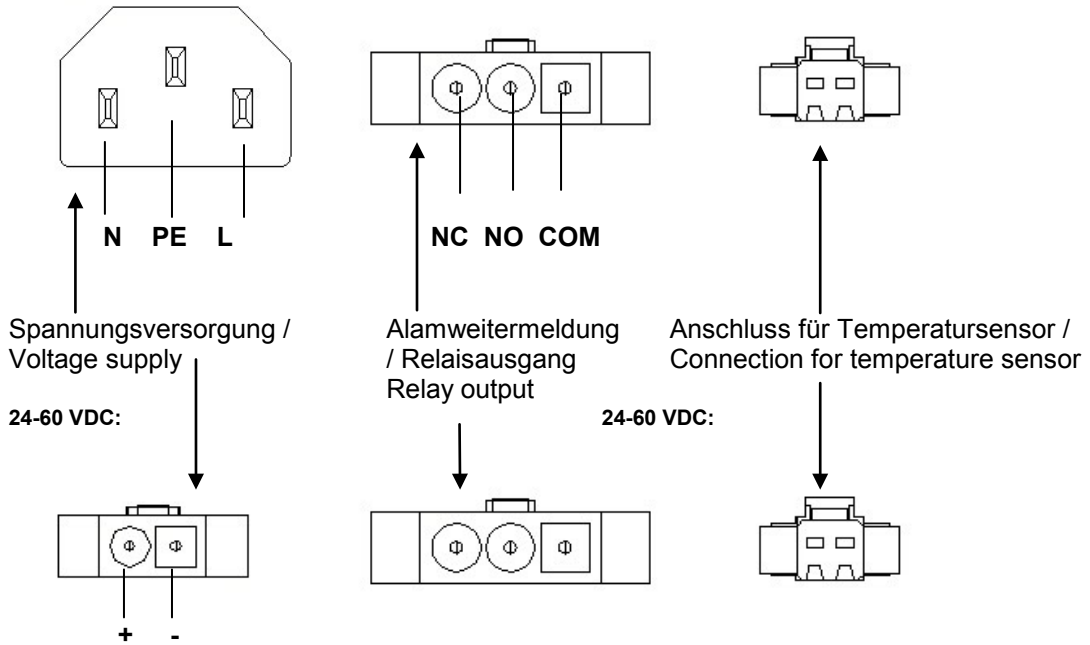 N PE L
NC NO COM
Spannungsversorgung /
Voltage supply
Alamweitermeldung
/ Relaisausgang
Relay output
Anschluss für Temperatursensor /
Connection for temperature sensor
24-60 VDC:
24-60 VDC:
+ -